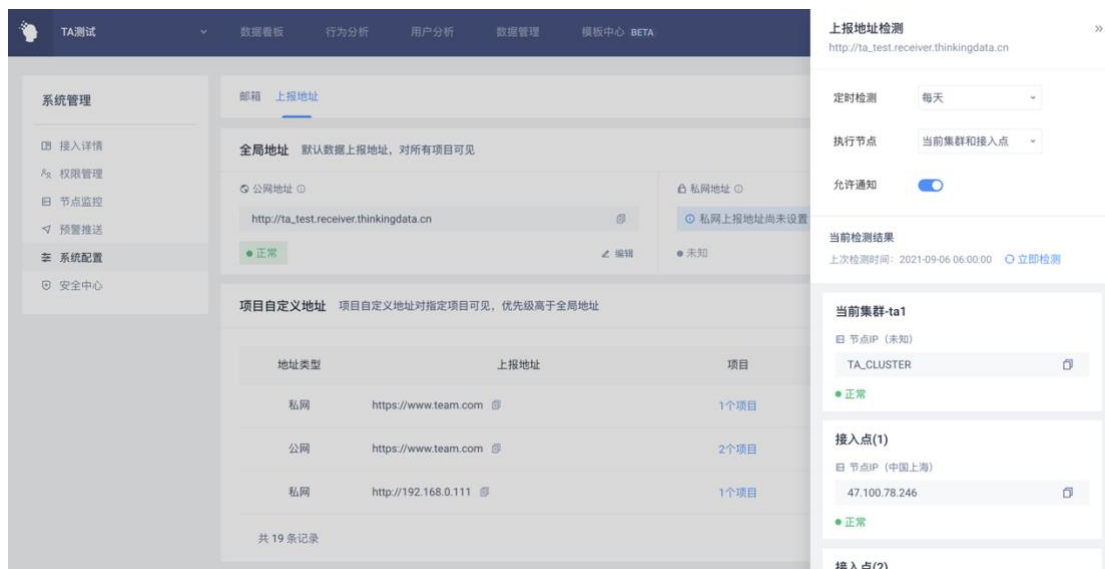 TA测试
数据看板 行为分析 用户分析 数据管理 模板中心 BETA
系统管理
接入详情
权限管理
节点监控
预警推送
系统配置
安全中心
邮箱 上报地址
全局地址 默认数据上报地址，对所有项目可见
公网地址
http://ta_test.receiver.thinkingdata.cn
正常
编辑
私网地址
私网上报地址尚未设置
未知
项目自定义地址 项目自定义地址对指定项目可见，优先级高于全局地址
地址类型 上报地址 项目
私网 https://www.team.com 1个项目
公网 https://www.team.com 2个项目
私网 http://192.168.0.111 1个项目
共 19 条记录
上报地址检测
http://ta_test.receiver.thinkingdata.cn
定时检测 每天
执行节点 当前集群和接入点
允许通知
当前检测结果
上次检测时间：2021-09-06 06:00:00 立即检测
当前集群-ta1
节点IP（未知）
TA_CLUSTER
正常
接入点(1)
节点IP（中国上海）
47.100.78.246
正常
接入点(2)